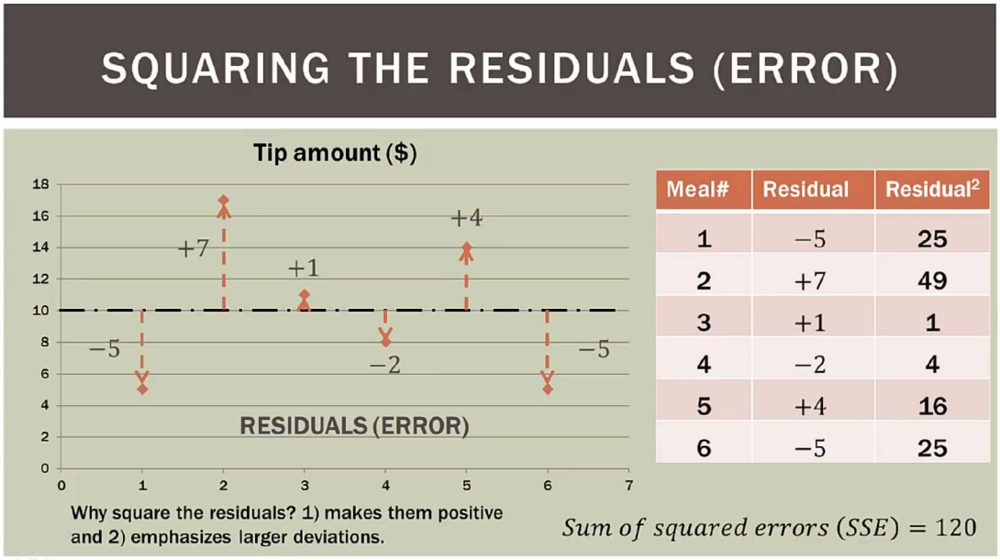 SQUARING THE RESIDUALS (ERROR)
Tip amount ($)
18
16
14
12
10
8
6
4
2
0
0 1 2 3 4 5 6 7
−5
+7
+1
−2
+4
−5
RESIDUALS (ERROR)
Why square the residuals? 1) makes them positive
and 2) emphasizes larger deviations.
Meal# Residual Residual²
1 −5 25
2 +7 49
3 +1 1
4 −2 4
5 +4 16
6 −5 25
Sum of squared errors (SSE) = 120